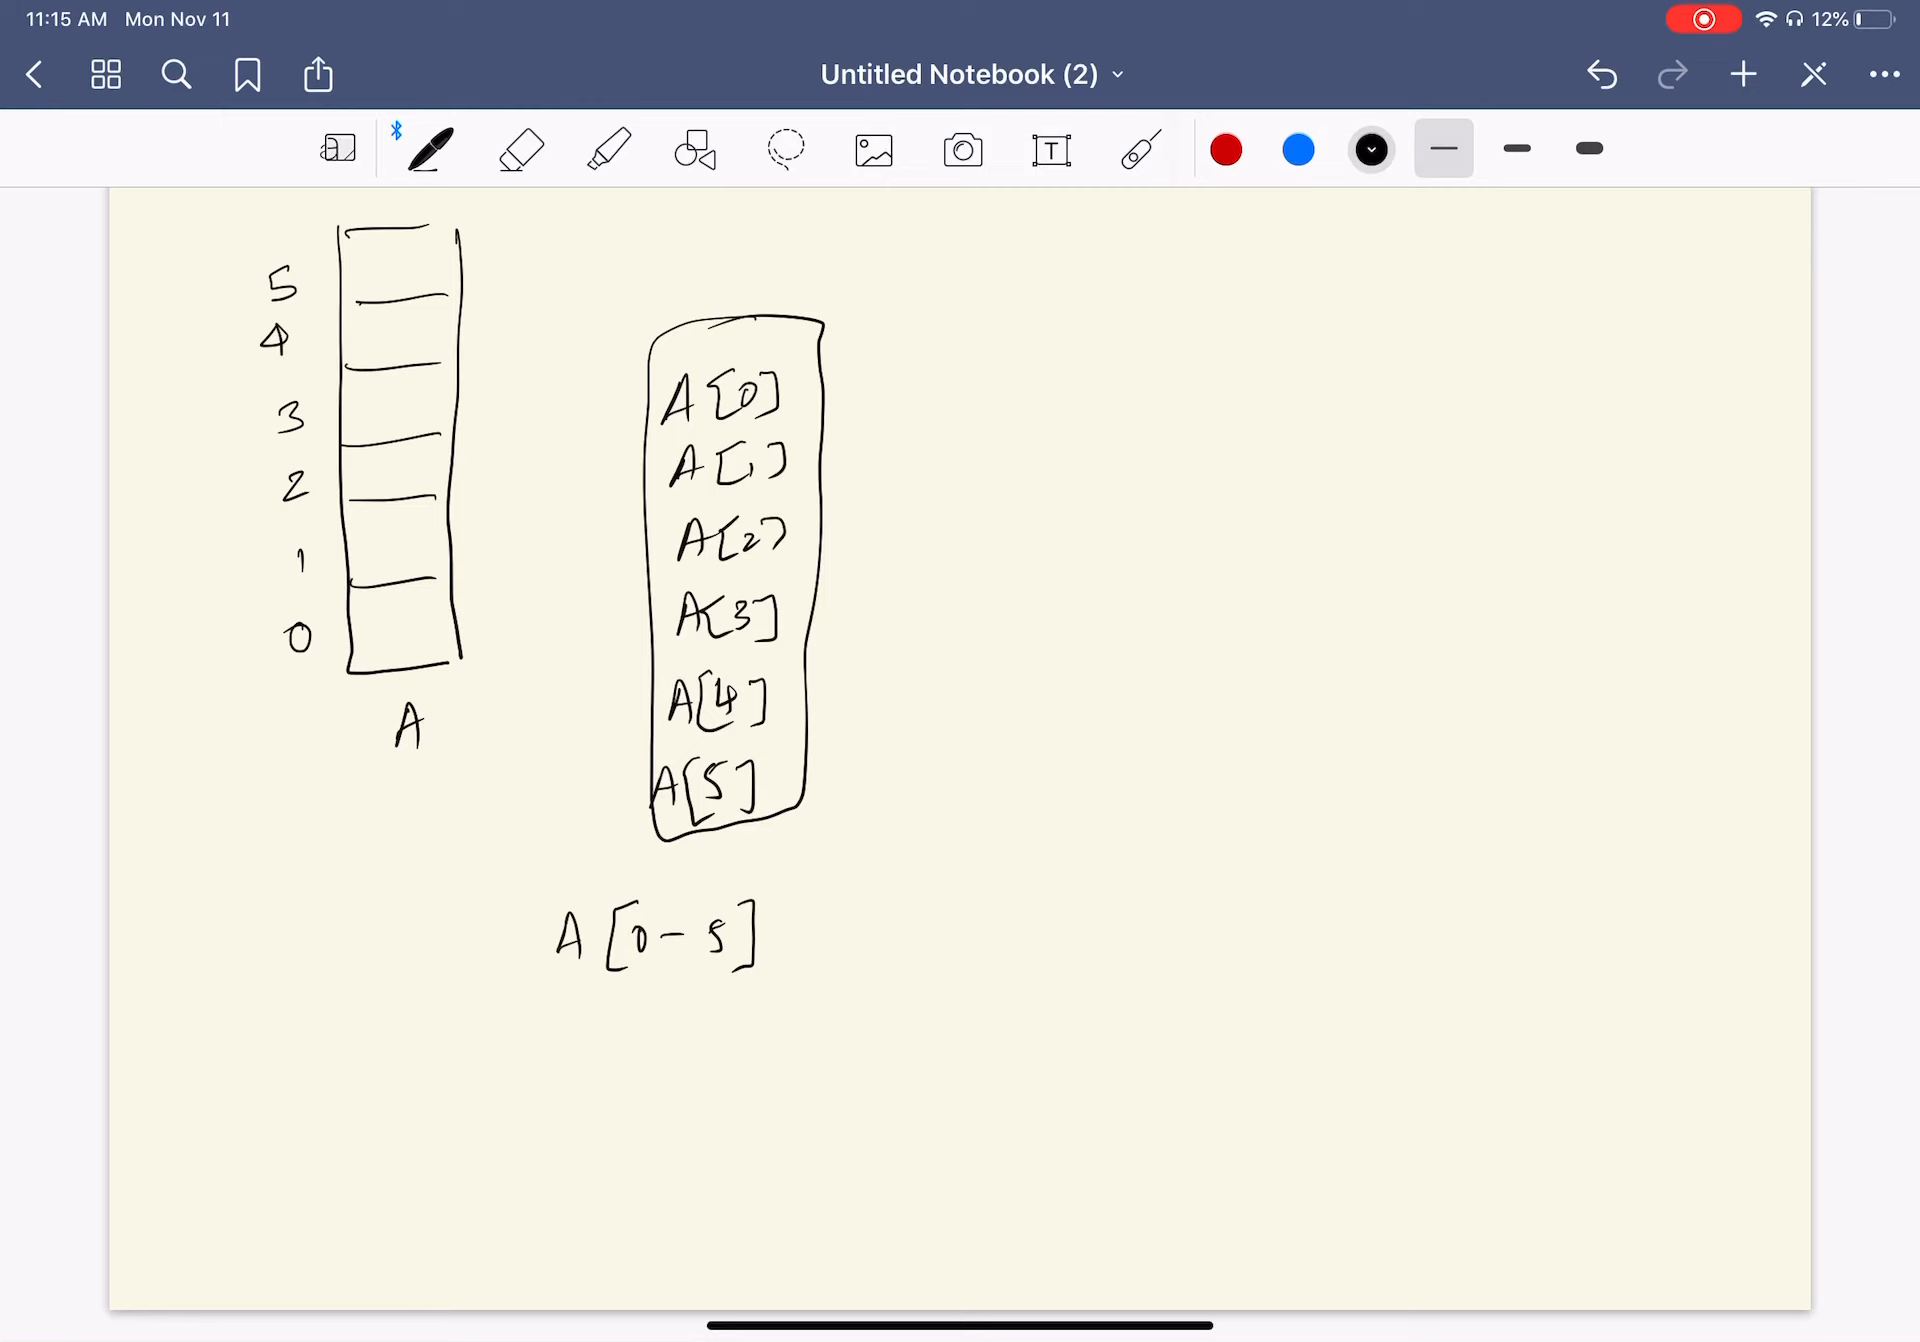 11:15 AM Mon Nov 11
12%
Untitled Notebook (2)
a
T
5
4
3
2
1
0
A
A[0]
A[1]
A[2]
A[3]
A[4]
A[5]
A[0-5]